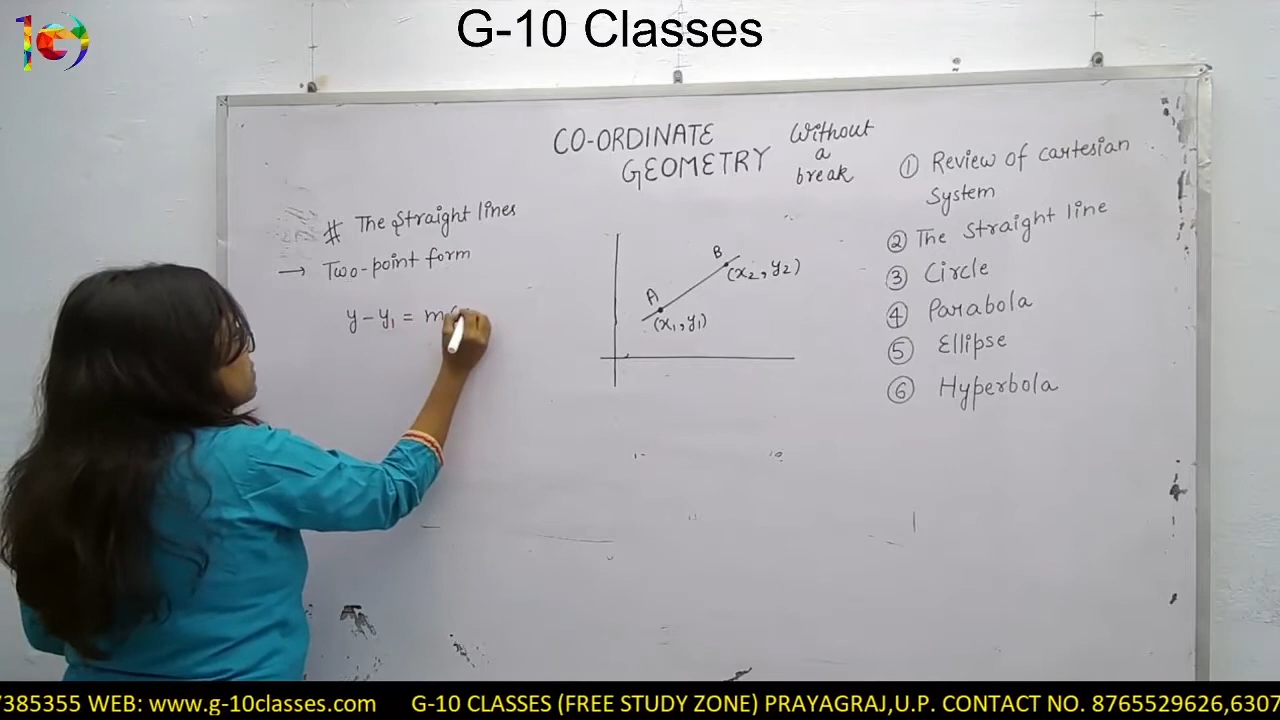 G-10 Classes
CO-ORDINATE
GEOMETRY
Without
a
break
# The straight lines
→ Two-point form
y - y₁ = m(
B
(x₂, y₂)
A
(x₁, y₁)
① Review of cartesian
system
② The straight line
③ Circle
④ Parabola
⑤ Ellipse
⑥ Hyperbola
7385355 WEB: www.g-10classes.com G-10 CLASSES (FREE STUDY ZONE) PRAYAGRAJ,U.P. CONTACT NO. 8765529626,6307